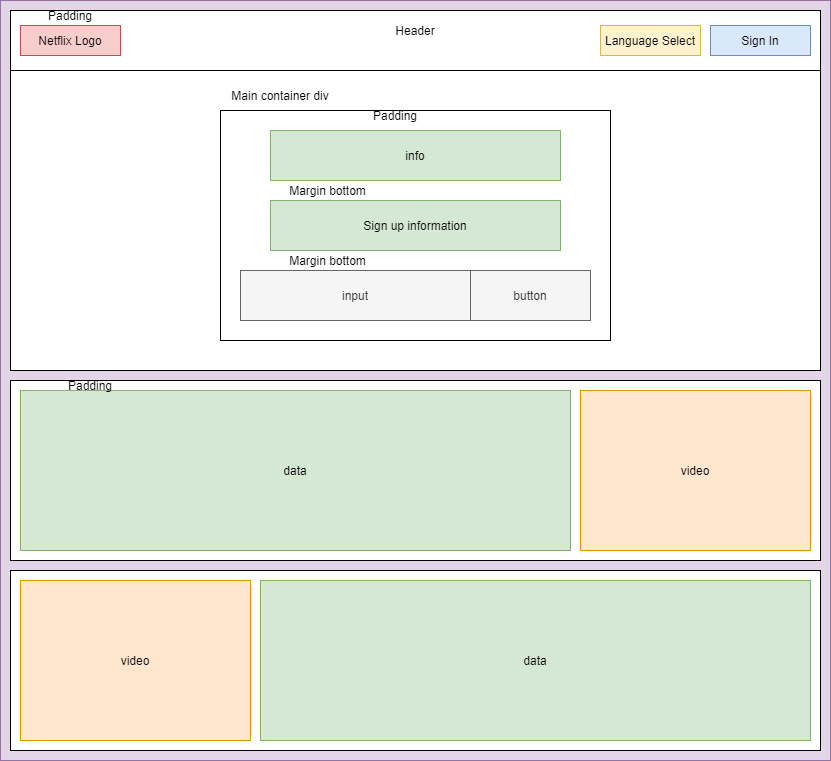 Padding
Netflix Logo
Header
Language Select
Sign In
Main container div
Padding
info
Margin bottom
Sign up information
Margin bottom
input
button
Padding
data
video
video
data